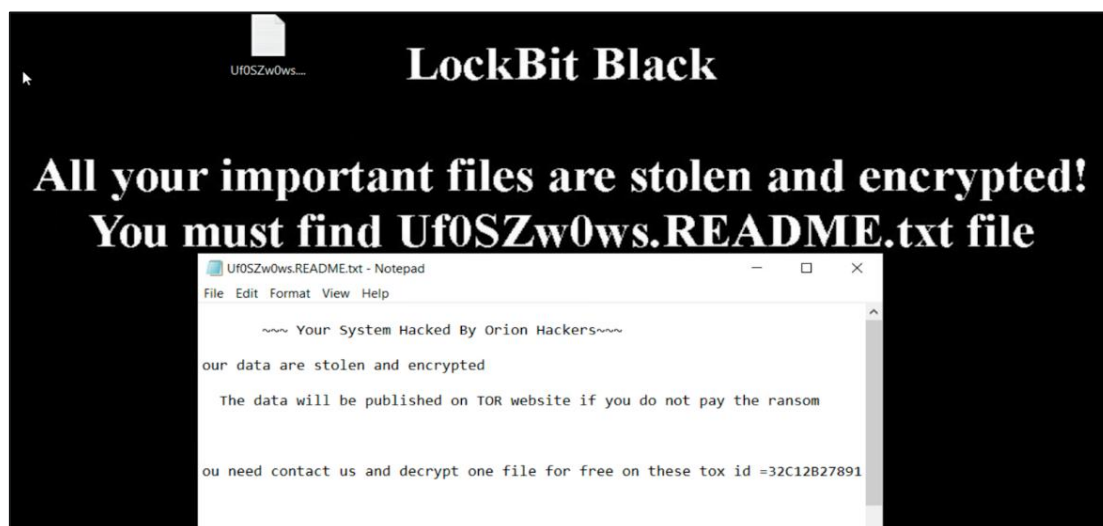 Uf0SZw0ws....
LockBit Black
All your important files are stolen and encrypted!
You must find Uf0SZw0ws.README.txt file
Uf0SZw0ws.README.txt - Notepad
File Edit Format View Help
~~~ Your System Hacked By Orion Hackers~~~
our data are stolen and encrypted
The data will be published on TOR website if you do not pay the ransom
ou need contact us and decrypt one file for free on these tox id =32C12B27891